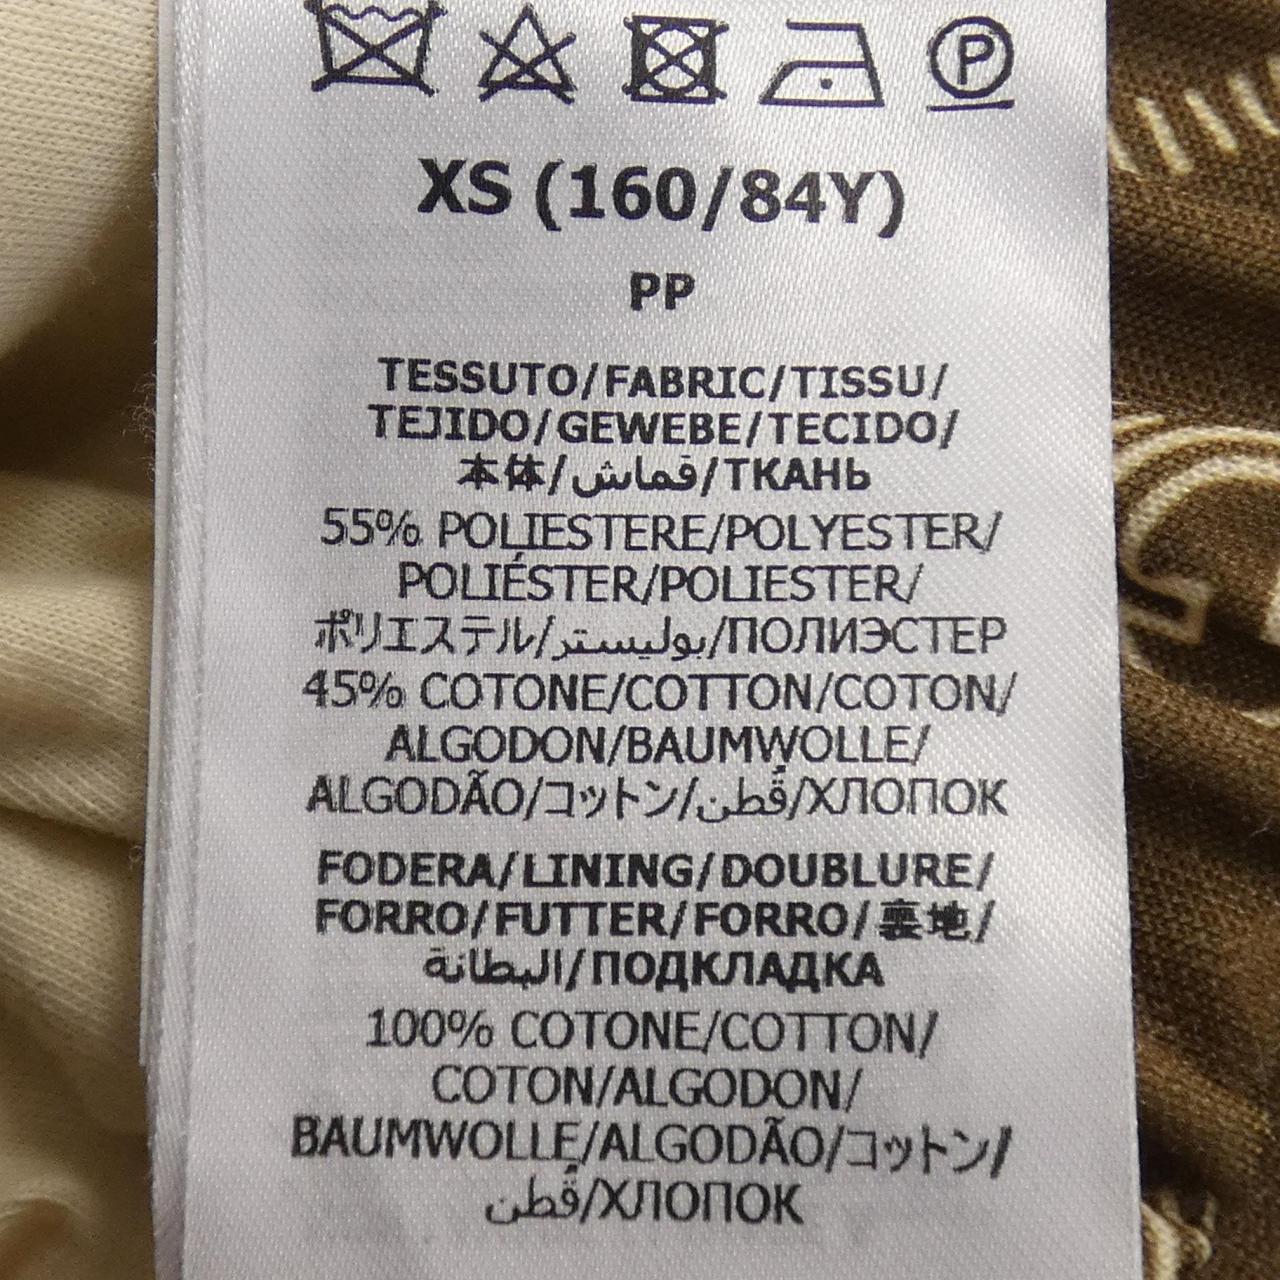 P
XS (160/84Y)
PP
TESSUTO/FABRIC/TISSU/
TEJIDO/GEWEBE/TECIDO/
本体/قماش/ТКАНЬ
55% POLIESTERE/POLYESTER/
POLIÉSTER/POLIESTER/
ポリエステル/بوليستر/ПОЛИЭСТЕР
45% COTONE/COTTON/COTON/
ALGODON/BAUMWOLLE/
ALGODÃO/コットン/قُطن/ХЛОПОК
FODERA/LINING/DOUBLURE/
FORRO/FUTTER/FORRO/裏地/
البطانة/ПОДКЛАДКА
100% COTONE/COTTON/
COTON/ALGODON/
BAUMWOLLE/ALGODÃO/コットン/
قُطن/ХЛОПОК